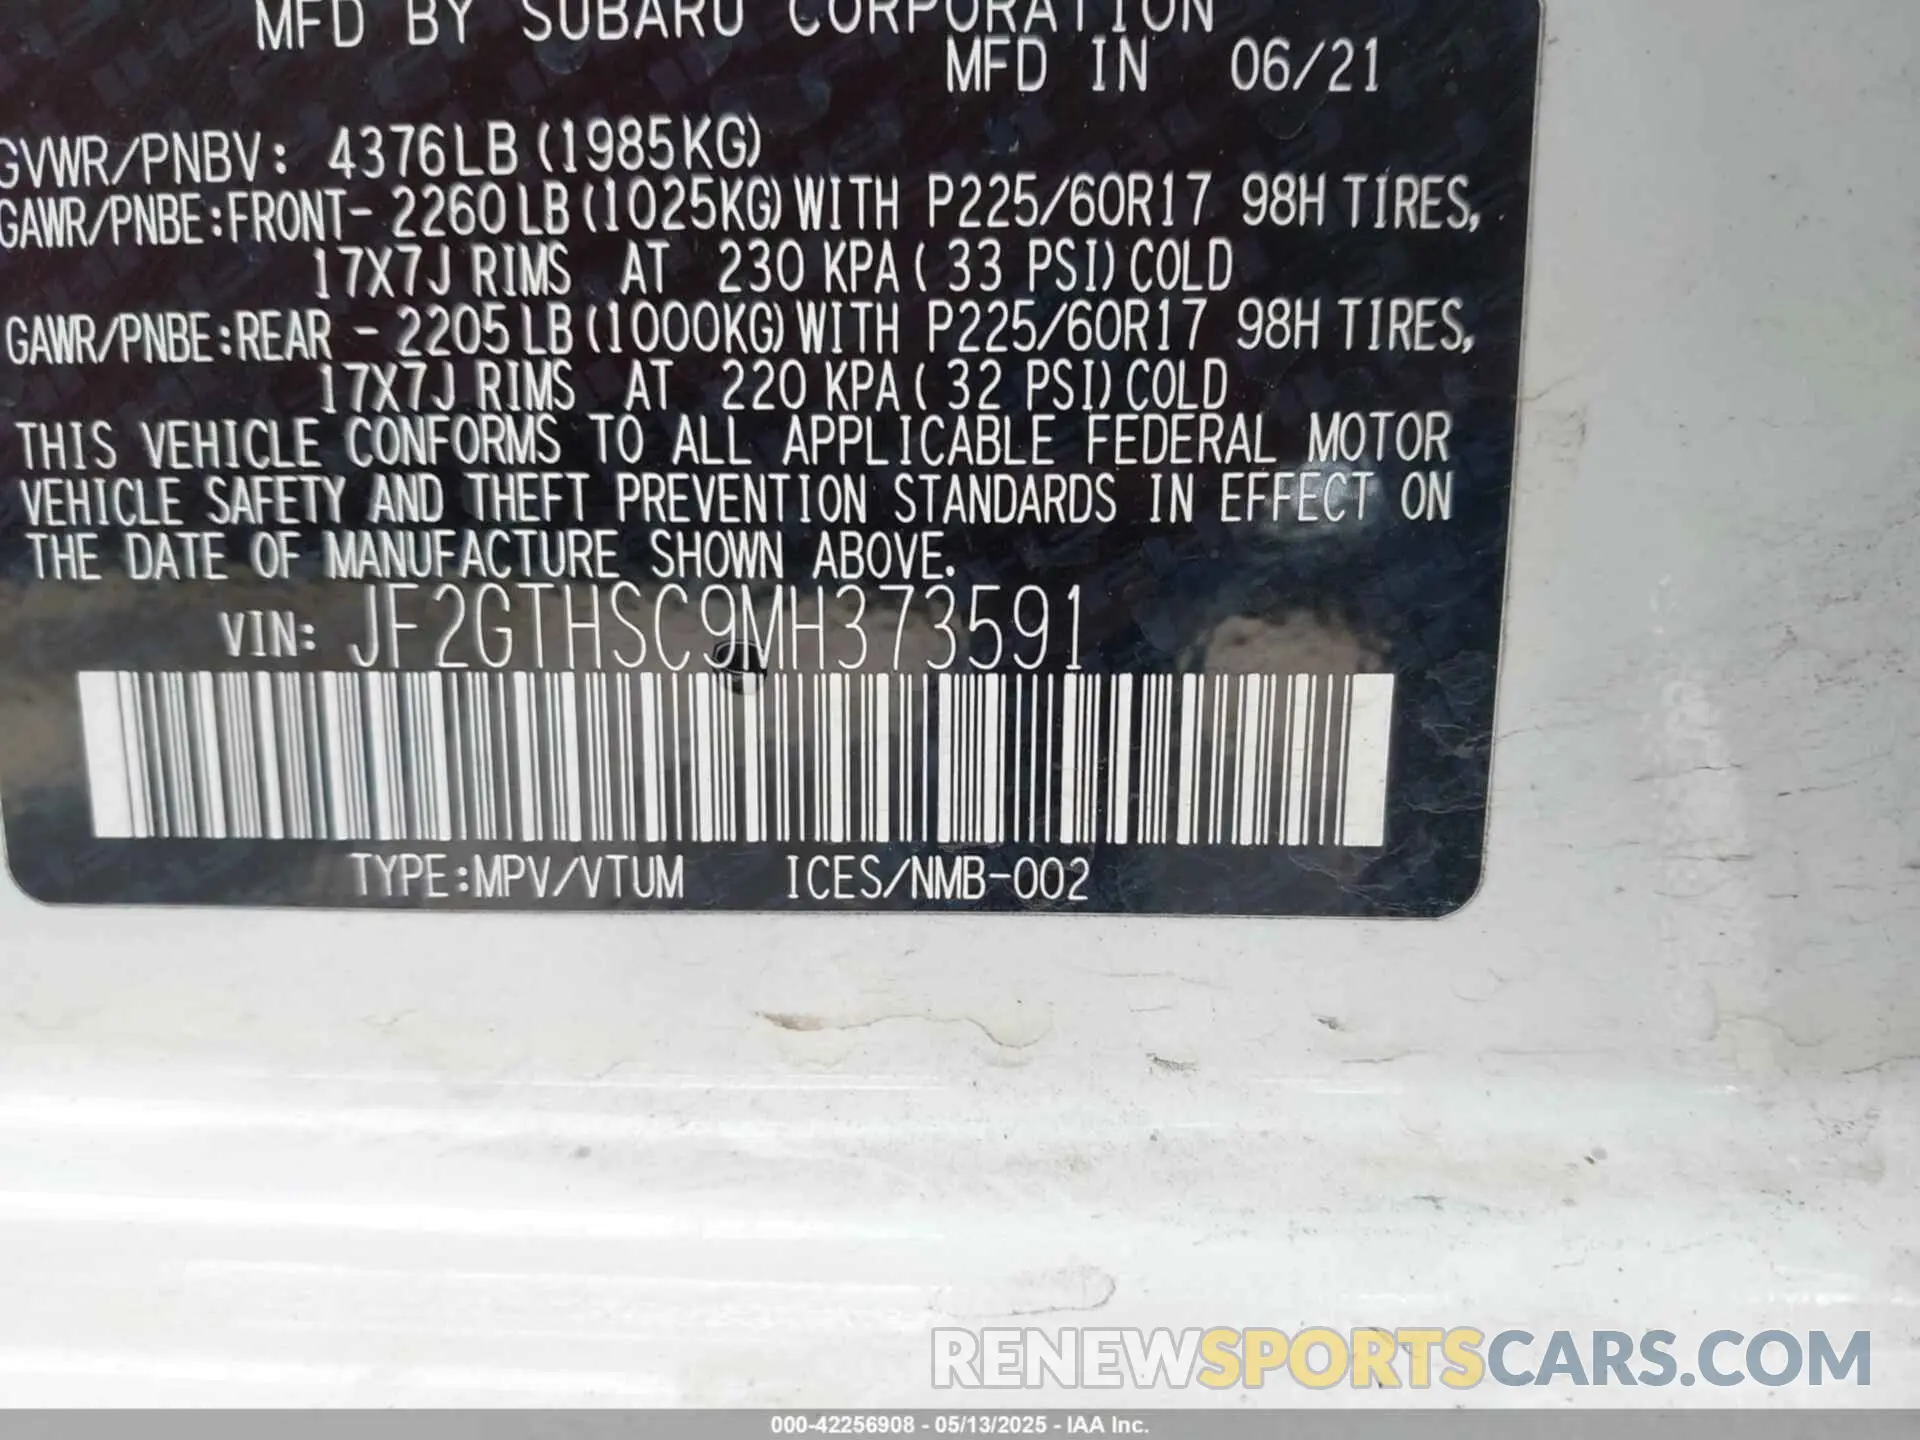 MFD BY SUBARU CORPORATION
MFD IN 06/21
GVWR/PNBV: 4376LB (1985KG)
GAWR/PNBE:FRONT- 2260LB (1025KG) WITH P225/60R17 98H TIRES,
17X7J RIMS AT 230 KPA ( 33 PSI) COLD
GAWR/PNBE:REAR - 2205LB (1000KG) WITH P225/60R17 98H TIRES,
17X7J RIMS AT 220 KPA ( 32 PSI) COLD
THIS VEHICLE CONFORMS TO ALL APPLICABLE FEDERAL MOTOR
VEHICLE SAFETY AND THEFT PREVENTION STANDARDS IN EFFECT ON
THE DATE OF MANUFACTURE SHOWN ABOVE.
VIN: JF2GTHSC9MH373591
TYPE:MPV/VTUM ICES/NMB-002
RENEWSPORTSCARS.COM
000-42256908 - 05/13/2025 - IAA Inc.